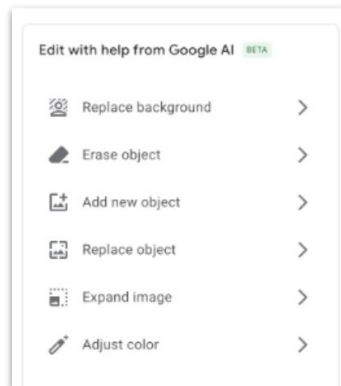 Edit with help from Google AI BETA
Replace background
Erase object
Add new object
Replace object
Expand image
Adjust color